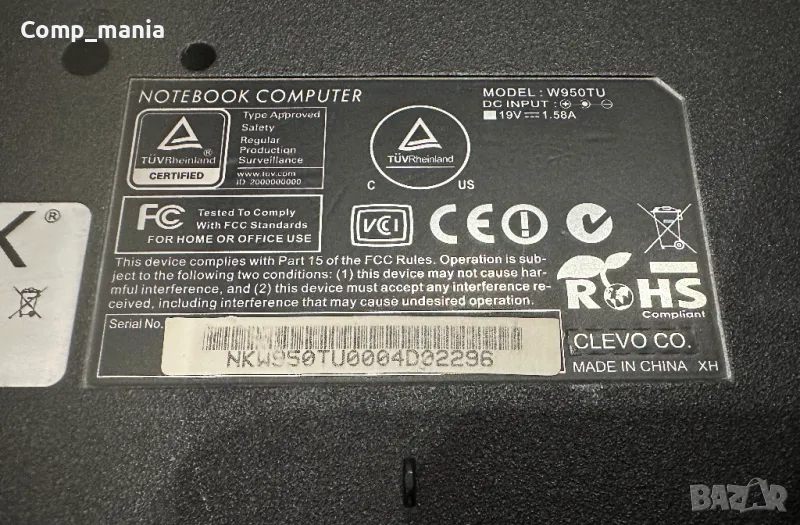 Comp_mania
NOTEBOOK COMPUTER
MODEL : W950TU
DC INPUT :
19V 1.58A
TÜVRheinland ®
CERTIFIED
Type Approved
Safety
Regular
Production
Surveillance
www.tuv.com
ID 2000000000
TÜVRheinland
C US
FC Tested To Comply
With FCC Standards
FOR HOME OR OFFICE USE
VCI
CE
This device complies with Part 15 of the FCC Rules. Operation is sub-
ject to the following two conditions: (1) this device may not cause har-
mful interference, and (2) this device must accept any interference re-
ceived, including interference that may cause undesired operation.
RoHS
Compliant
Serial No.
NKW950TU0004D02296
CLEVO CO.
MADE IN CHINA XH
K ®
BAZAR